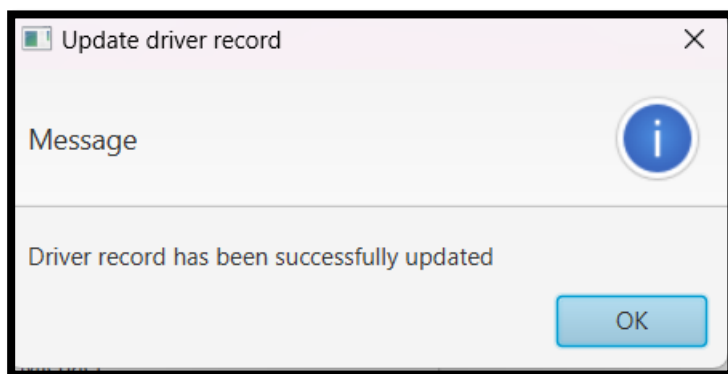 Update driver record
Message
i
Driver record has been successfully updated
OK